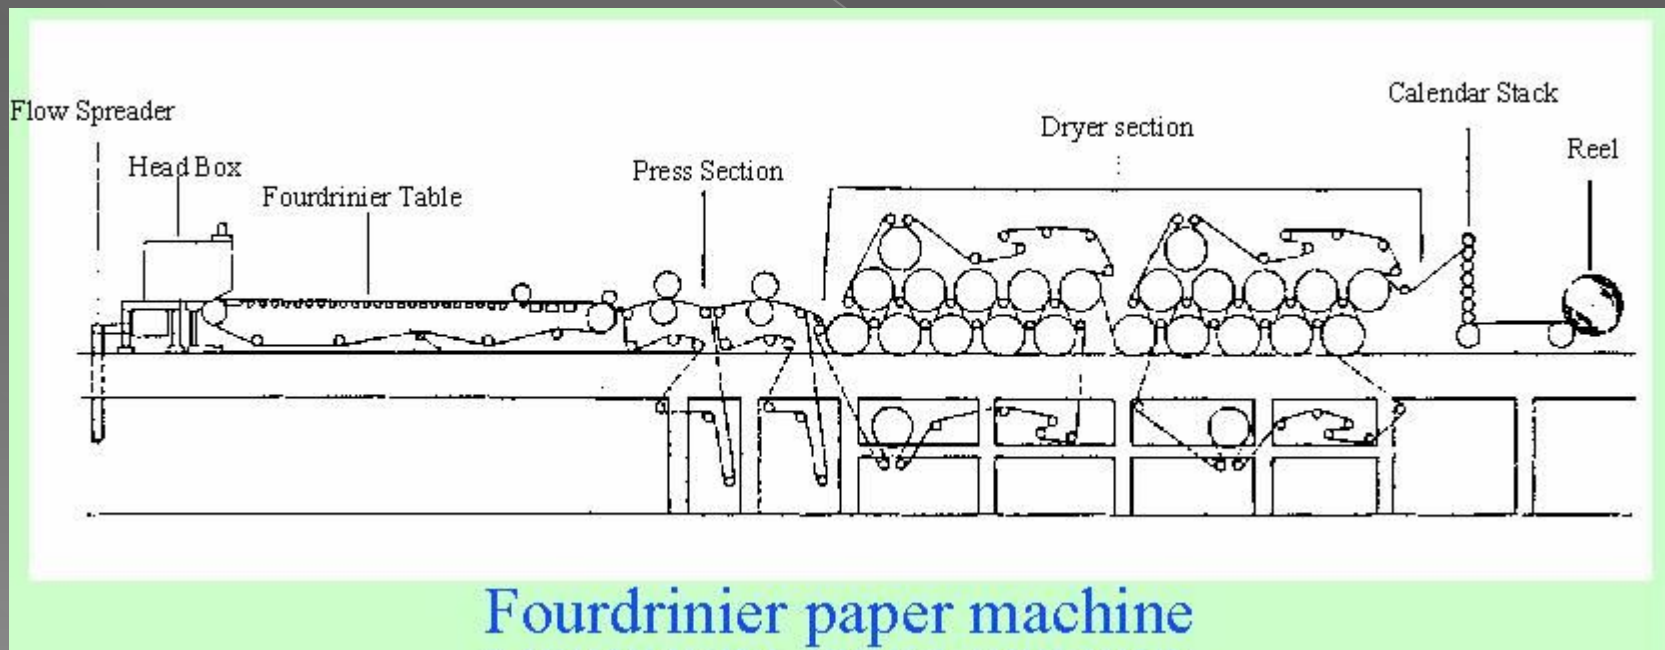 Flow Spreader
Head Box
Fourdrinier Table
Press Section
Dryer section
Calendar Stack
Reel
Fourdrinier paper machine